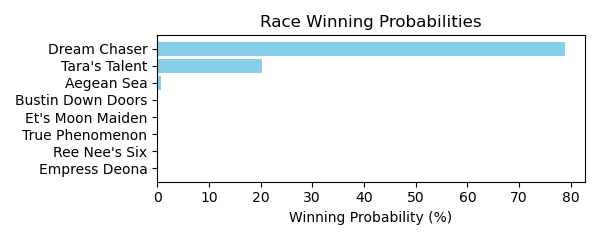 Race Winning Probabilities
Dream Chaser
Tara's Talent
Aegean Sea
Bustin Down Doors
Et's Moon Maiden
True Phenomenon
Ree Nee's Six
Empress Deona
0 10 20 30 40 50 60 70 80
Winning Probability (%)